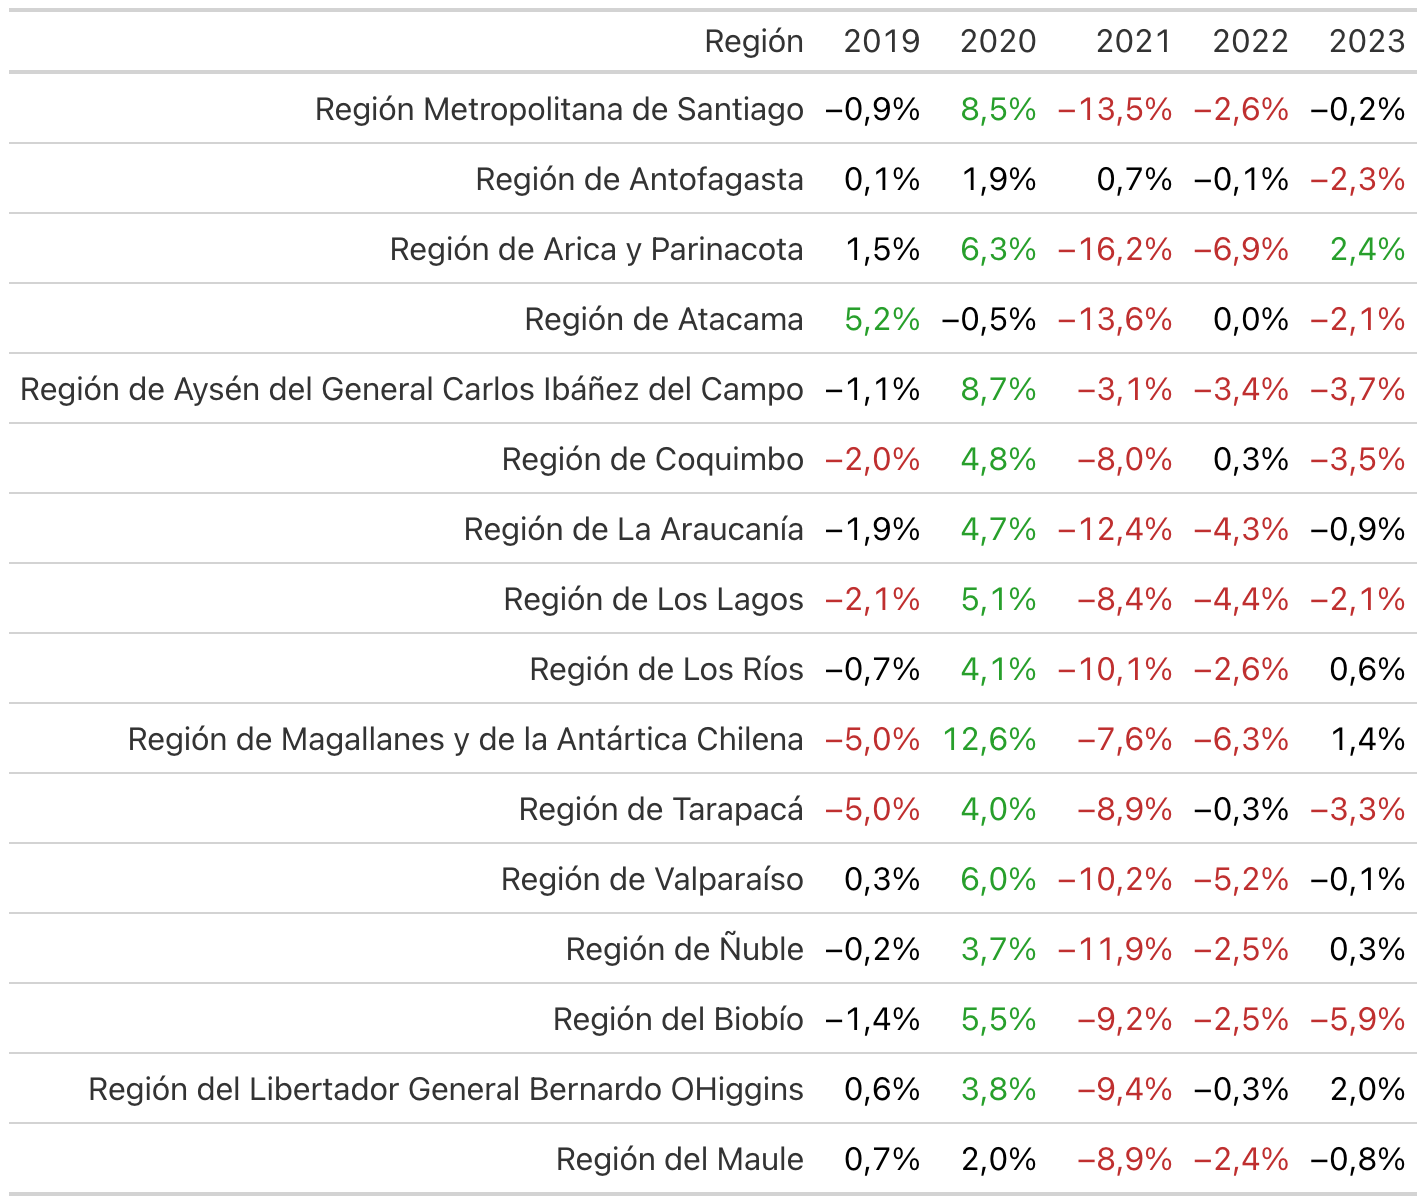 Región 2019 2020 2021 2022 2023
Región Metropolitana de Santiago −0,9% 8,5% −13,5% −2,6% −0,2%
Región de Antofagasta 0,1% 1,9% 0,7% −0,1% −2,3%
Región de Arica y Parinacota 1,5% 6,3% −16,2% −6,9% 2,4%
Región de Atacama 5,2% −0,5% −13,6% 0,0% −2,1%
Región de Aysén del General Carlos Ibáñez del Campo −1,1% 8,7% −3,1% −3,4% −3,7%
Región de Coquimbo −2,0% 4,8% −8,0% 0,3% −3,5%
Región de La Araucanía −1,9% 4,7% −12,4% −4,3% −0,9%
Región de Los Lagos −2,1% 5,1% −8,4% −4,4% −2,1%
Región de Los Ríos −0,7% 4,1% −10,1% −2,6% 0,6%
Región de Magallanes y de la Antártica Chilena −5,0% 12,6% −7,6% −6,3% 1,4%
Región de Tarapacá −5,0% 4,0% −8,9% −0,3% −3,3%
Región de Valparaíso 0,3% 6,0% −10,2% −5,2% −0,1%
Región de Ñuble −0,2% 3,7% −11,9% −2,5% 0,3%
Región del Biobío −1,4% 5,5% −9,2% −2,5% −5,9%
Región del Libertador General Bernardo OHiggins 0,6% 3,8% −9,4% −0,3% 2,0%
Región del Maule 0,7% 2,0% −8,9% −2,4% −0,8%